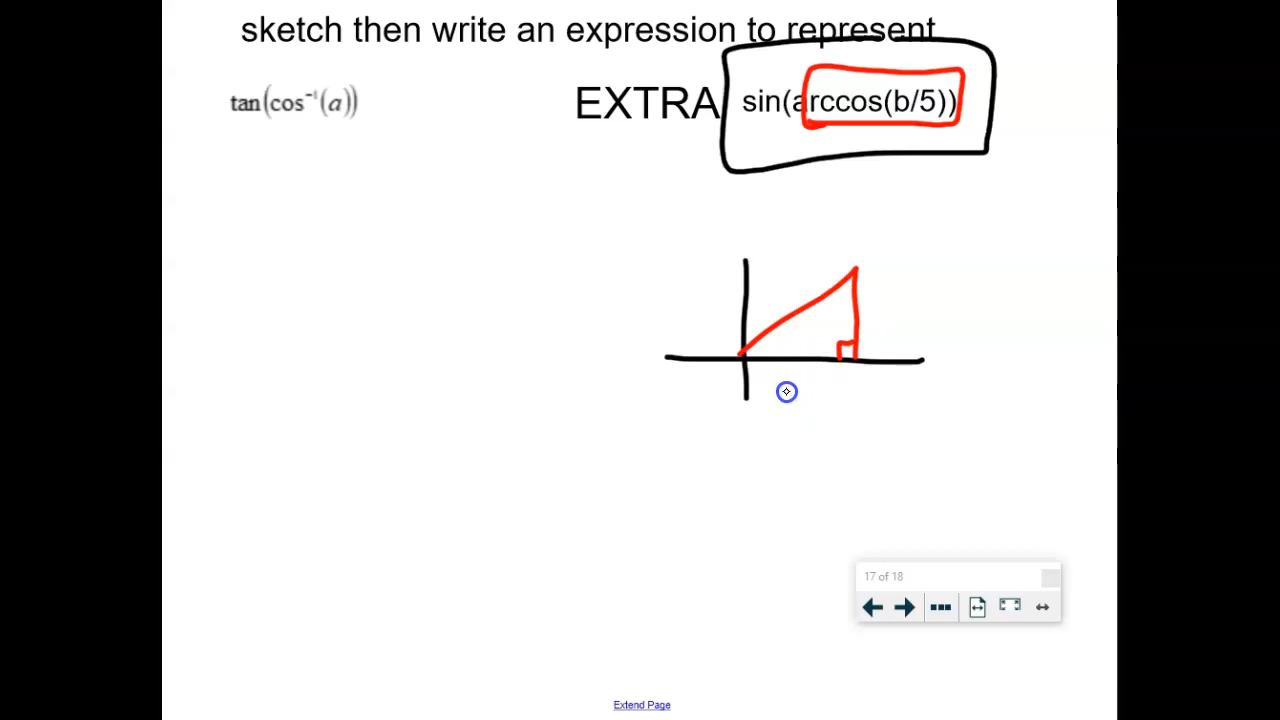 sketch then write an expression to represent
tan(cos⁻¹(a))
EXTRA sin(arccos(b/5))
17 of 18
Extend Page